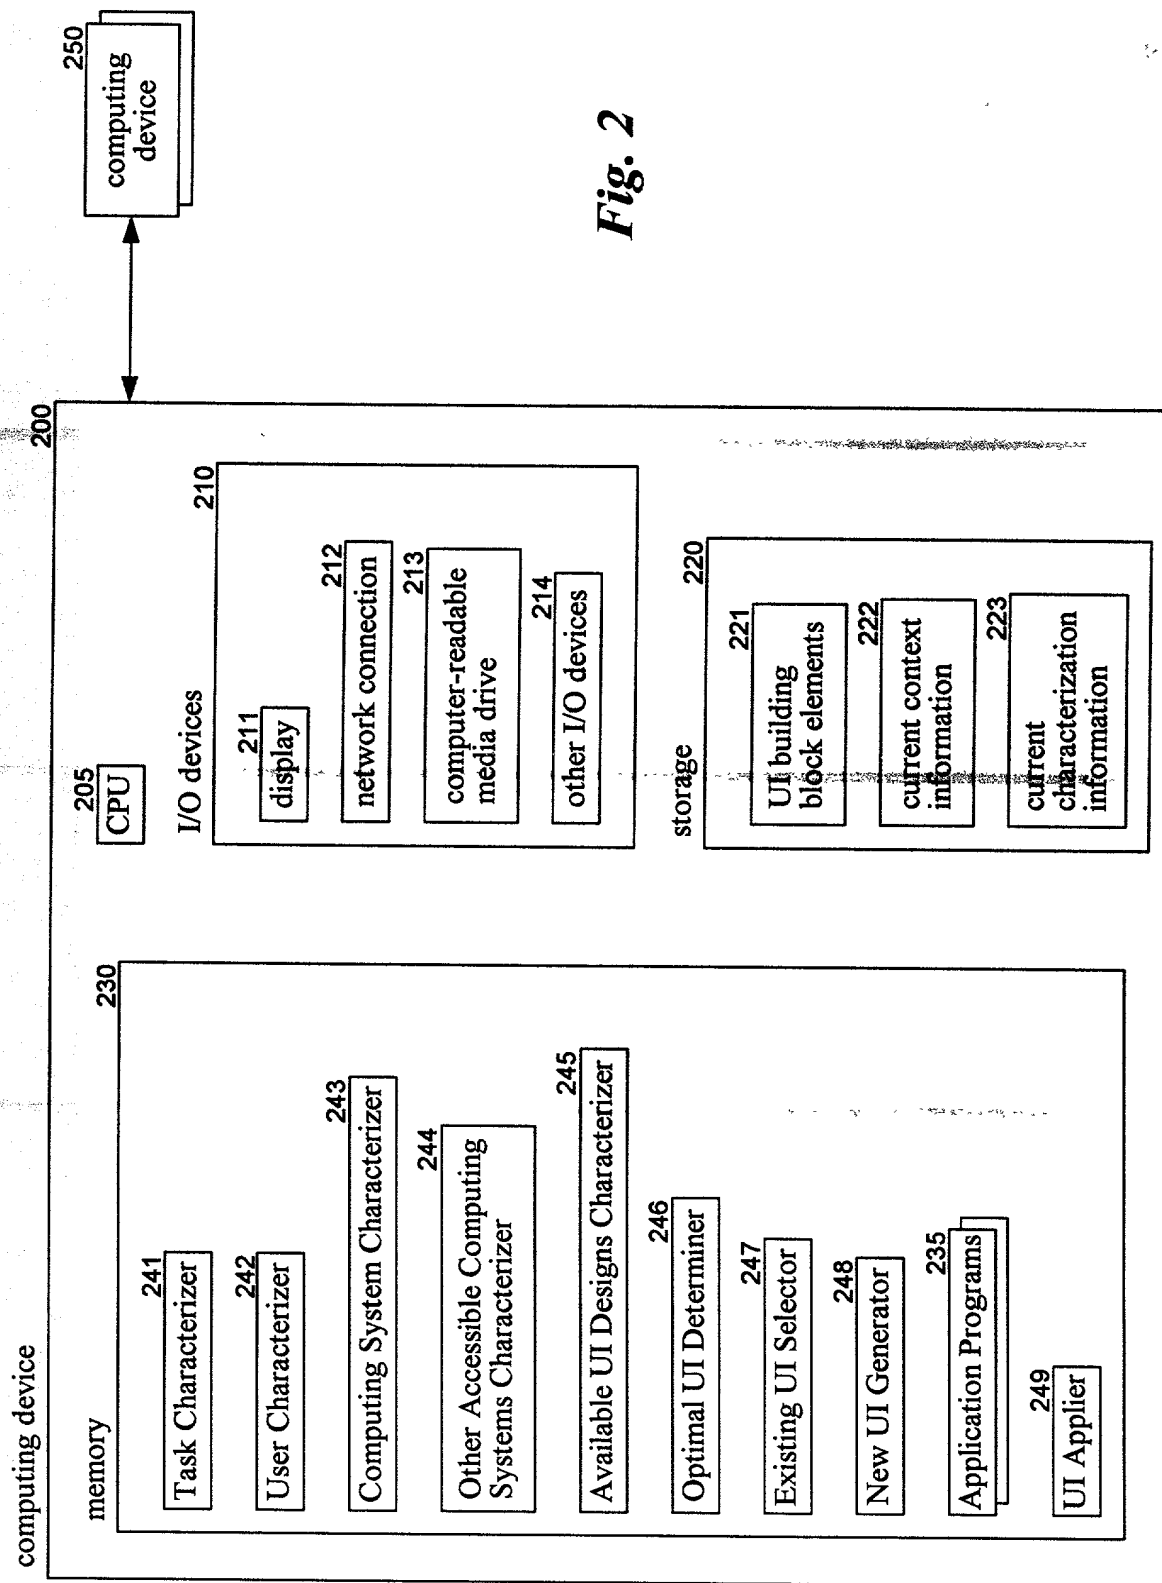 computing device
200
memory
230
241
Task Characterizer
242
User Characterizer
243
Computing System Characterizer
244
Other Accessible Computing
Systems Characterizer
245
Available UI Designs Characterizer
246
Optimal UI Determiner
247
Existing UI Selector
248
New UI Generator
235
Application Programs
249
UI Applier
205
CPU
I/O devices
210
211
display
212
network connection
213
computer-readable
media drive
214
other I/O devices
storage
220
221
UI building
block elements
222
current context
information
223
current
characterization
information
250
computing
device
Fig. 2